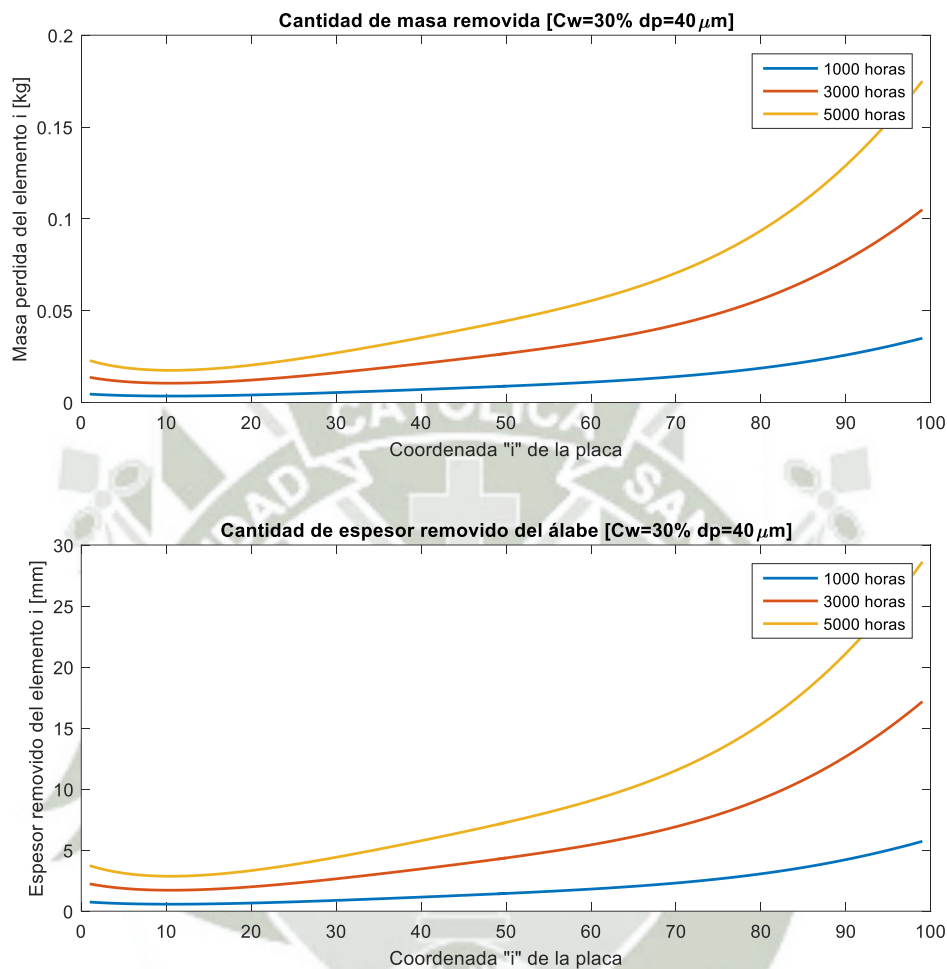 Cantidad de masa removida [Cw=30% dp=40μm]
0.2
0.15
0.1
0.05
0
Masa perdida del elemento i [kg]
1000 horas
3000 horas
5000 horas
0 10 20 30 40 50 60 70 80 90 100
Coordenada "i" de la placa
CATOLICA
DAD
SAN
Cantidad de espesor removido del álabe [Cw=30% dp=40μm]
30
25
20
15
10
5
0
Espesor removido del elemento i [mm]
1000 horas
3000 horas
5000 horas
0 10 20 30 40 50 60 70 80 90 100
Coordenada "i" de la placa